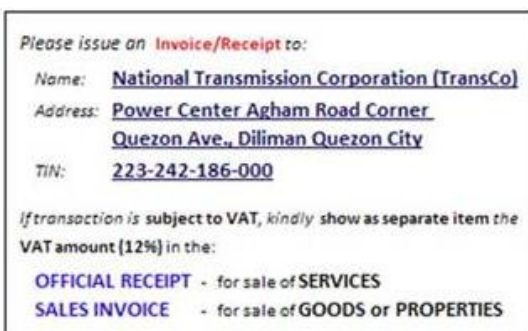 Please issue an Invoice/Receipt to:
Name: National Transmission Corporation (TransCo)
Address: Power Center Agham Road Corner
Quezon Ave., Diliman Quezon City
TIN: 223-242-186-000
If transaction is subject to VAT, kindly show as separate item the
VAT amount (12%) in the:
OFFICIAL RECEIPT - for sale of SERVICES
SALES INVOICE - for sale of GOODS or PROPERTIES